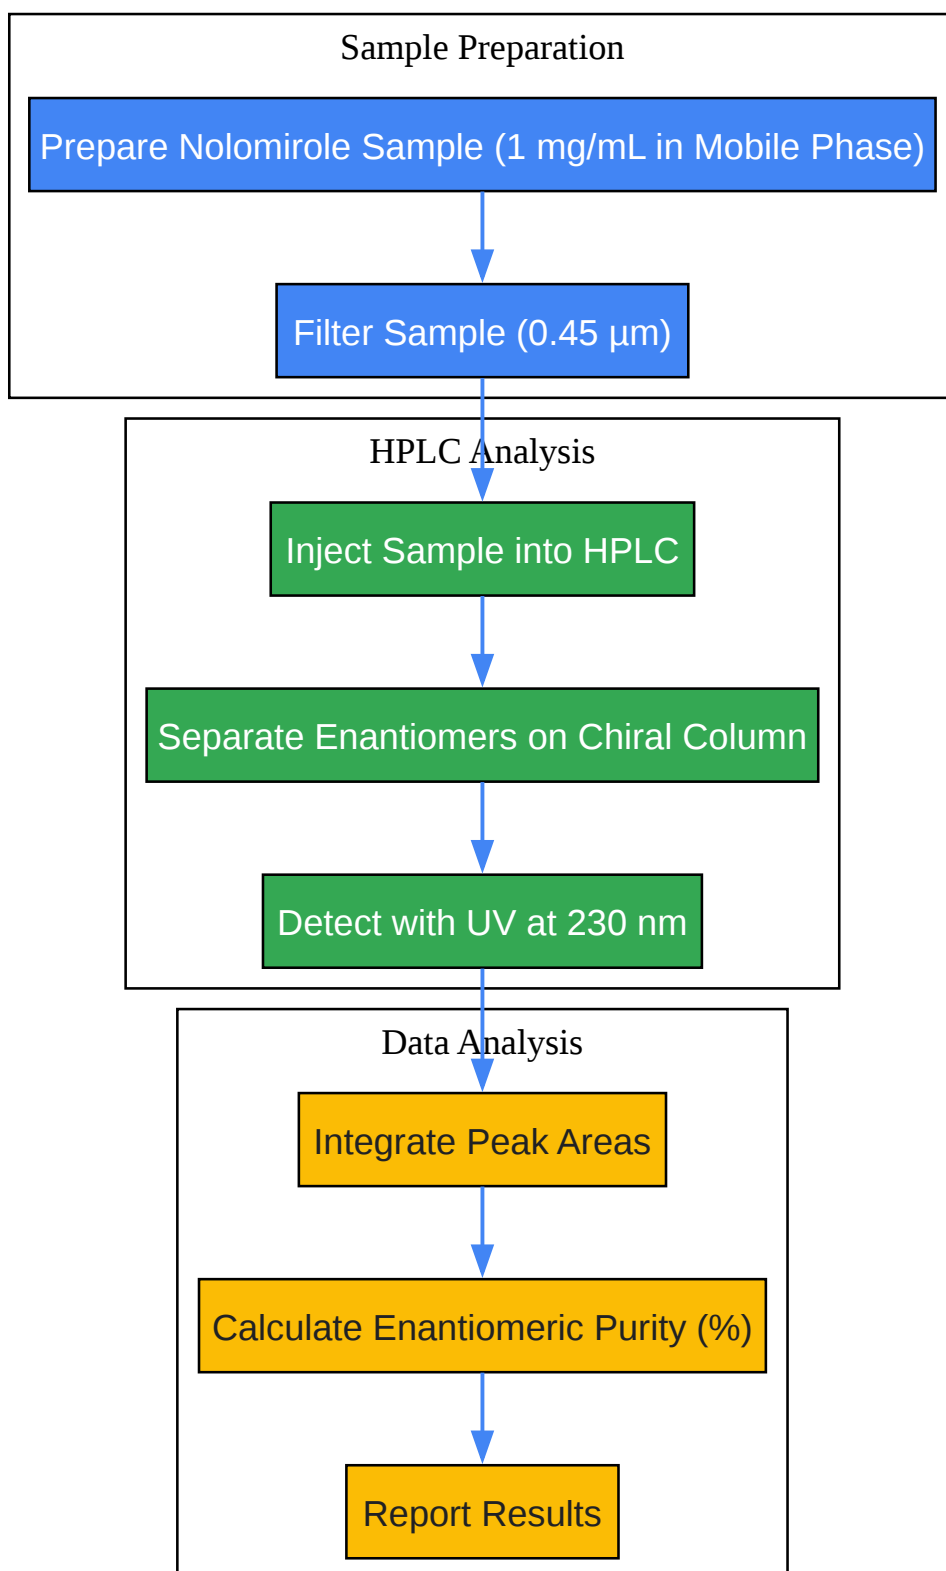 Sample Preparation
Prepare Nolomirole Sample (1 mg/mL in Mobile Phase)
Filter Sample (0.45 µm)
HPLC Analysis
Inject Sample into HPLC
Separate Enantiomers on Chiral Column
Detect with UV at 230 nm
Data Analysis
Integrate Peak Areas
Calculate Enantiomeric Purity (%)
Report Results